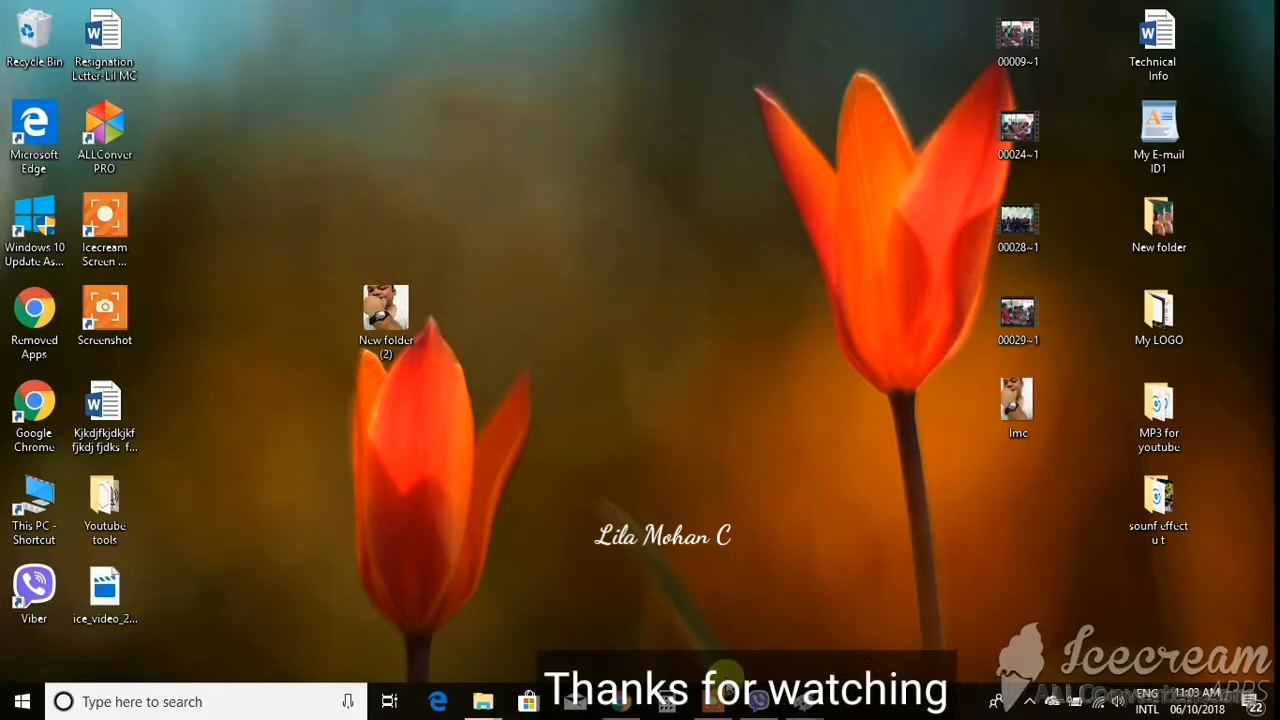 Recycle Bin
Resignation
Letter-Lil MC
Microsoft
Edge
ALLConver
PRO
Windows 10
Update As...
Icecream
Screen ...
Removed
Apps
Screenshot
Google
Chrome
Kjkdjfkjdkjkf
fjkdj fjdks f...
This PC -
Shortcut
Youtube
tools
Viber
ice_video_2...
New folder
(2)
00009~1
00024~1
00028~1
00029~1
lmc
Technical
Info
My E-mail
ID1
New folder
My LOGO
MP3 for
youtube
sounf effect
u t
Lila Mohan C
Icecream
APPS
Thanks for watching
Type here to search
ENG
INTL
11:03 AM
06/10/2018
22